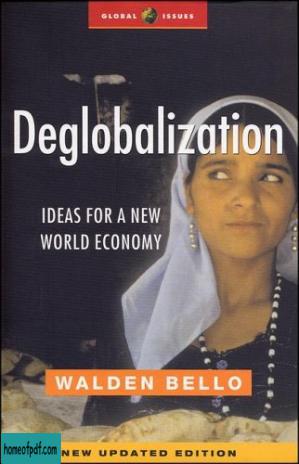 GLOBAL ISSUES
Deglobalization
IDEAS FOR A NEW
WORLD ECONOMY
WALDEN BELLO
NEW UPDATED EDITION
homeofpdf.com